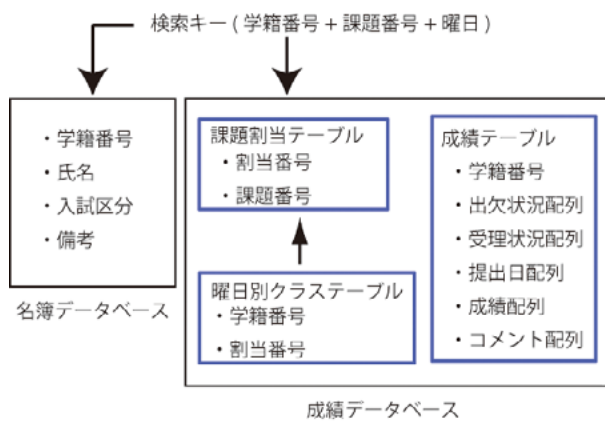 検索キー ( 学籍番号 + 課題番号 + 曜日 )
・学籍番号
・氏名
・入試区分
・備考
名簿データベース
課題割当テーブル
・割当番号
・課題番号
曜日別クラステーブル
・学籍番号
・割当番号
成績テーブル
・学籍番号
・出欠状況配列
・受理状況配列
・提出日配列
・成績配列
・コメント配列
成績データベース